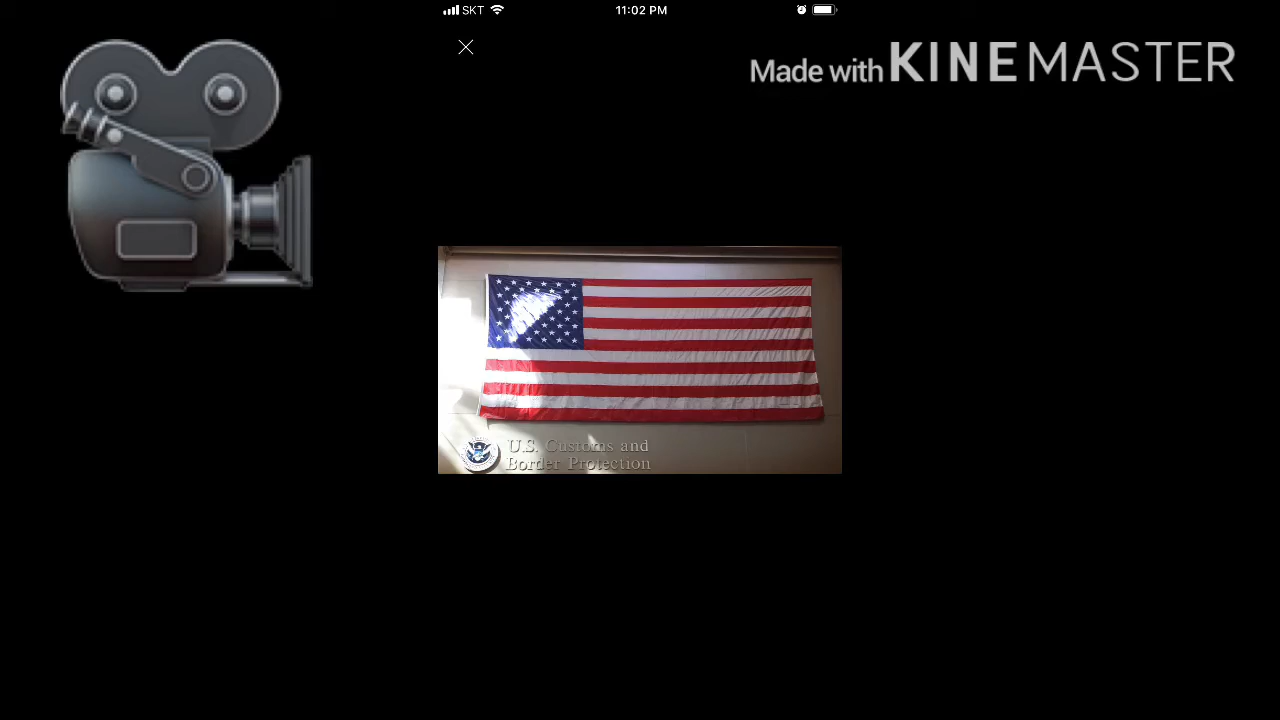 SKT
11:02 PM
Made with KINEMASTER
U.S. Customs and
Border Protection